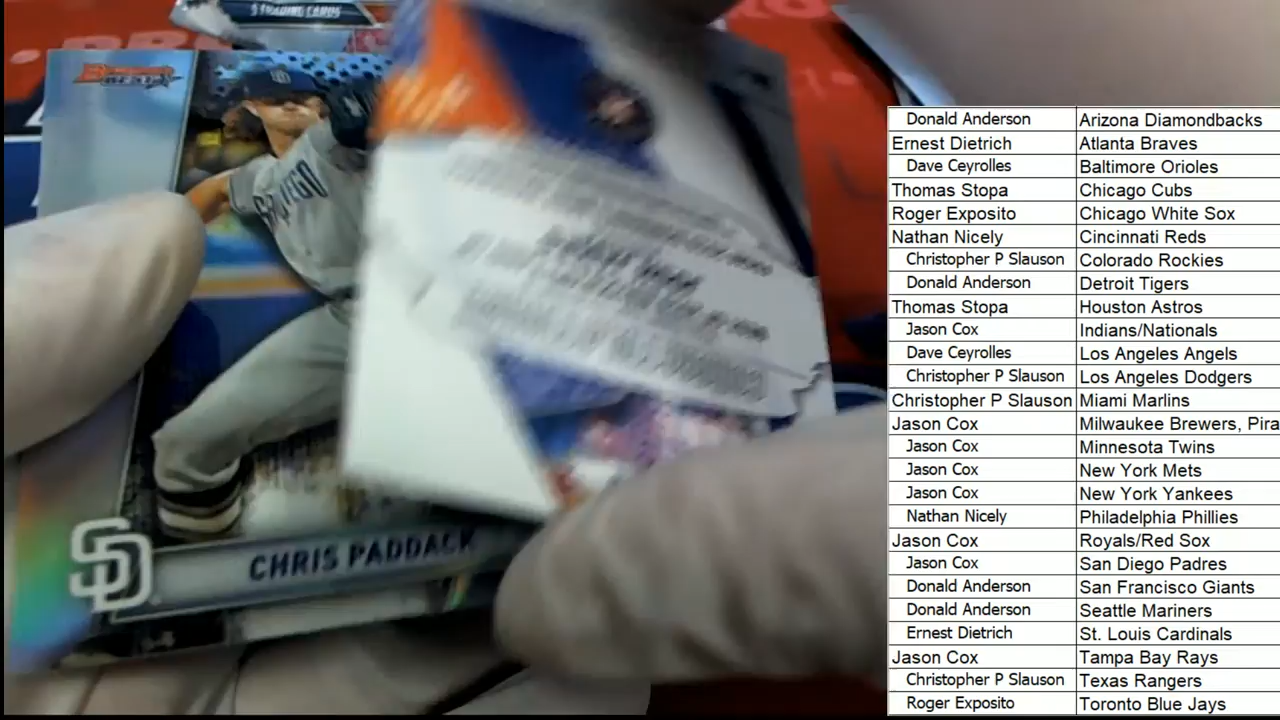 5 TRADING CARDS
BOWMAN'S
BEST
SD
SD
CHRIS PADDACK
Donald Anderson Arizona Diamondbacks
Ernest Dietrich Atlanta Braves
Dave Ceyrolles Baltimore Orioles
Thomas Stopa Chicago Cubs
Roger Exposito Chicago White Sox
Nathan Nicely Cincinnati Reds
Christopher P Slauson Colorado Rockies
Donald Anderson Detroit Tigers
Thomas Stopa Houston Astros
Jason Cox Indians/Nationals
Dave Ceyrolles Los Angeles Angels
Christopher P Slauson Los Angeles Dodgers
Christopher P Slauson Miami Marlins
Jason Cox Milwaukee Brewers, Pira
Jason Cox Minnesota Twins
Jason Cox New York Mets
Jason Cox New York Yankees
Nathan Nicely Philadelphia Phillies
Jason Cox Royals/Red Sox
Jason Cox San Diego Padres
Donald Anderson San Francisco Giants
Donald Anderson Seattle Mariners
Ernest Dietrich St. Louis Cardinals
Jason Cox Tampa Bay Rays
Christopher P Slauson Texas Rangers
Roger Exposito Toronto Blue Jays